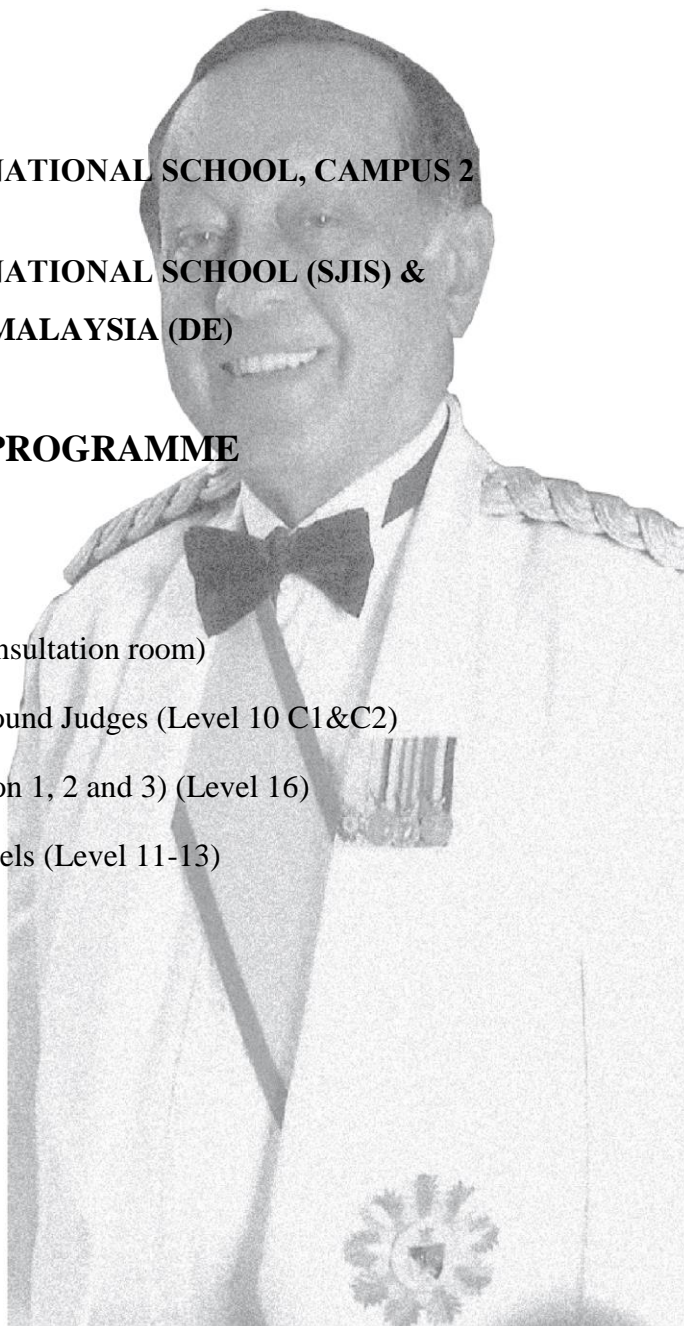 NATIONAL SCHOOL, CAMPUS 2
NATIONAL SCHOOL (SJIS) &
MALAYSIA (DE)
PROGRAMME
nsultation room)
ound Judges (Level 10 C1&C2)
on 1, 2 and 3) (Level 16)
els (Level 11-13)